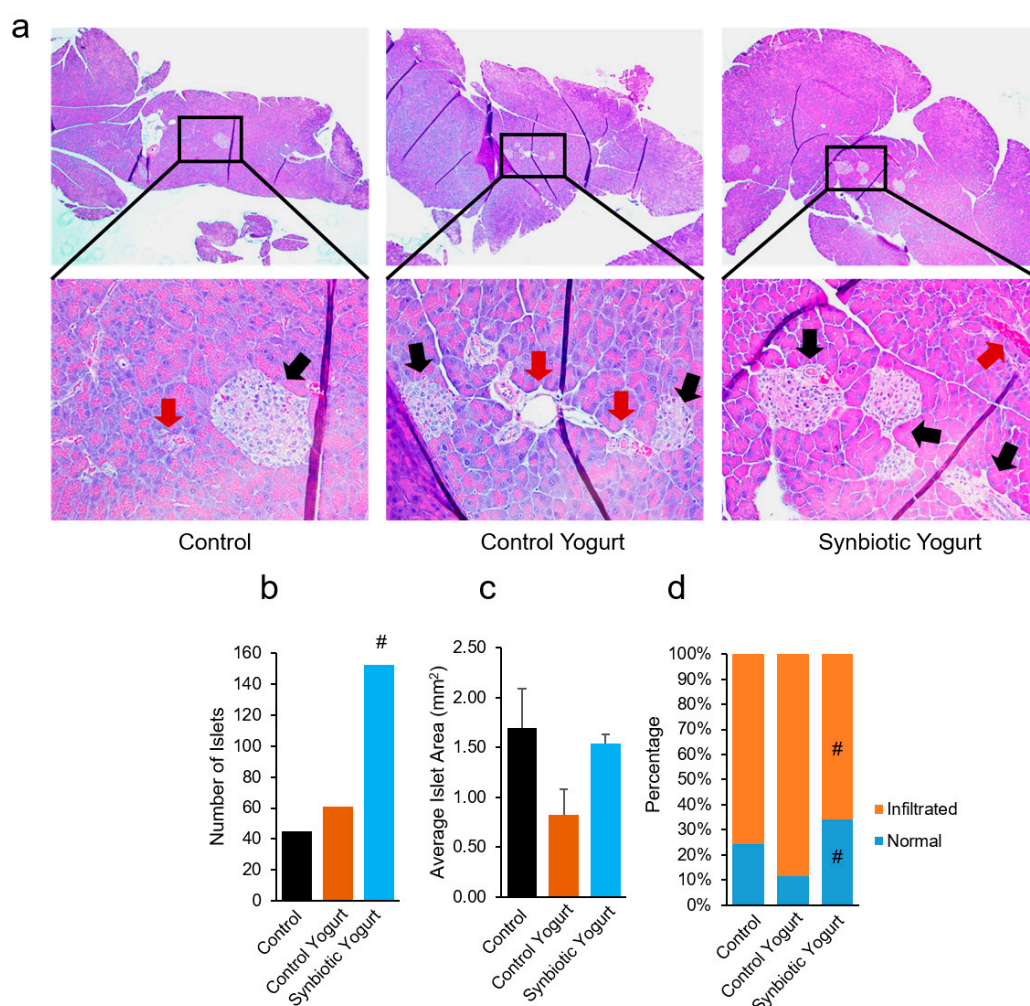 a
Control
Control Yogurt
Synbiotic Yogurt
b
Number of Islets
160
140
120
100
80
60
40
20
0
#
Control
Control Yogurt
Synbiotic Yogurt
c
Average Islet Area (mm²)
2.50
2.00
1.50
1.00
0.50
0.00
Control
Control Yogurt
Synbiotic Yogurt
d
Percentage
100%
90%
80%
70%
60%
50%
40%
30%
20%
10%
0%
#
#
Control
Control Yogurt
Synbiotic Yogurt
Infiltrated
Normal